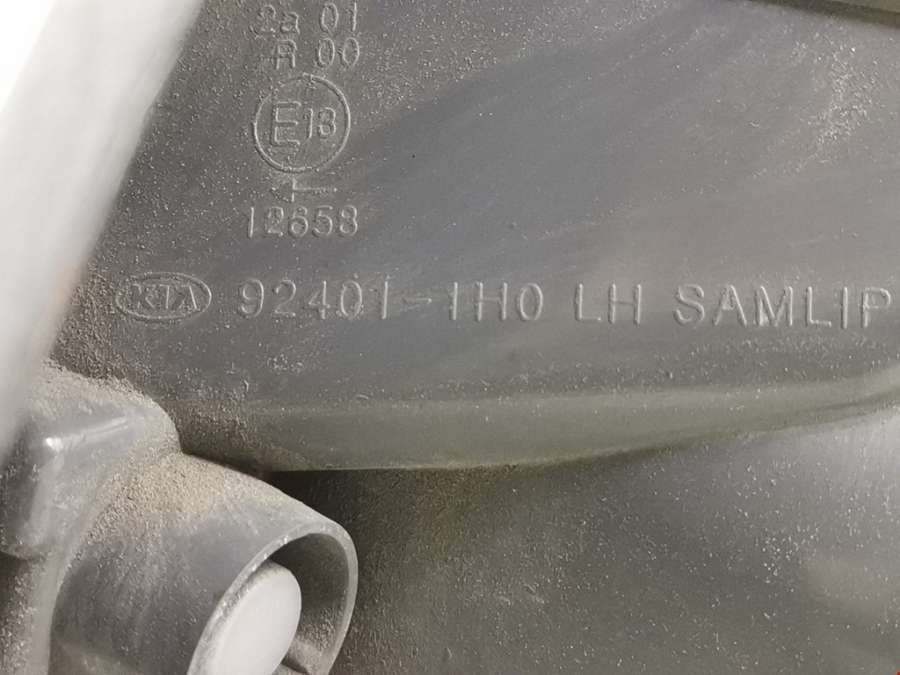 2a 01
R 00
E13
12658
KIA 92401-1H0 LH SAMLIP